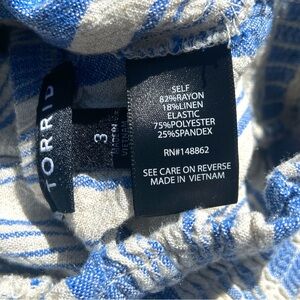 TORRID
3
SELF
82%RAYON
18%LINEN
ELASTIC
75%POLYESTER
25%SPANDEX
RN#148862
SEE CARE ON REVERSE
MADE IN VIETNAM